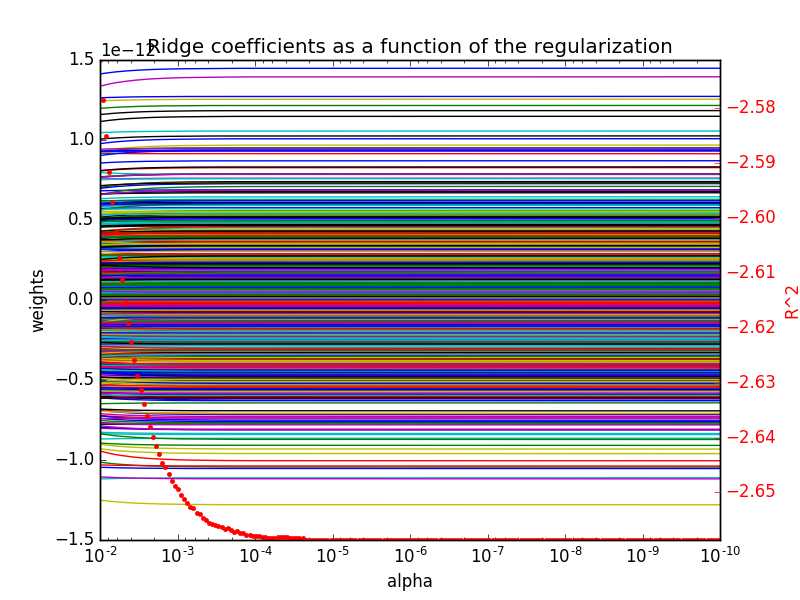 Ridge coefficients as a function of the regularization
1e−12
1.5
1.0
0.5
0.0
−0.5
−1.0
−1.5
weights
−2.58
−2.59
−2.60
−2.61
−2.62
−2.63
−2.64
−2.65
R^2
10^-2 10^-3 10^-4 10^-5 10^-6 10^-7 10^-8 10^-9 10^-10
alpha